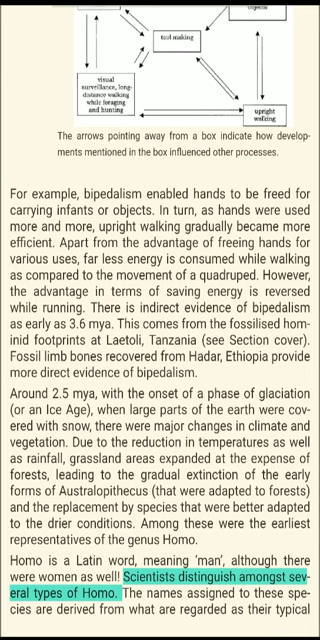 objects
tool making
visual
surveillance, long-
distance walking
while foraging
and hunting
upright
walking
The arrows pointing away from a box indicate how develop-
ments mentioned in the box influenced other processes.
For example, bipedalism enabled hands to be freed for
carrying infants or objects. In turn, as hands were used
more and more, upright walking gradually became more
efficient. Apart from the advantage of freeing hands for
various uses, far less energy is consumed while walking
as compared to the movement of a quadruped. However,
the advantage in terms of saving energy is reversed
while running. There is indirect evidence of bipedalism
as early as 3.6 mya. This comes from the fossilised hom-
inid footprints at Laetoli, Tanzania (see Section cover).
Fossil limb bones recovered from Hadar, Ethiopia provide
more direct evidence of bipedalism.
Around 2.5 mya, with the onset of a phase of glaciation
(or an Ice Age), when large parts of the earth were cov-
ered with snow, there were major changes in climate and
vegetation. Due to the reduction in temperatures as well
as rainfall, grassland areas expanded at the expense of
forests, leading to the gradual extinction of the early
forms of Australopithecus (that were adapted to forests)
and the replacement by species that were better adapted
to the drier conditions. Among these were the earliest
representatives of the genus Homo.
Homo is a Latin word, meaning ‘man’, although there
were women as well! Scientists distinguish amongst sev-
eral types of Homo. The names assigned to these spe-
cies are derived from what are regarded as their typical